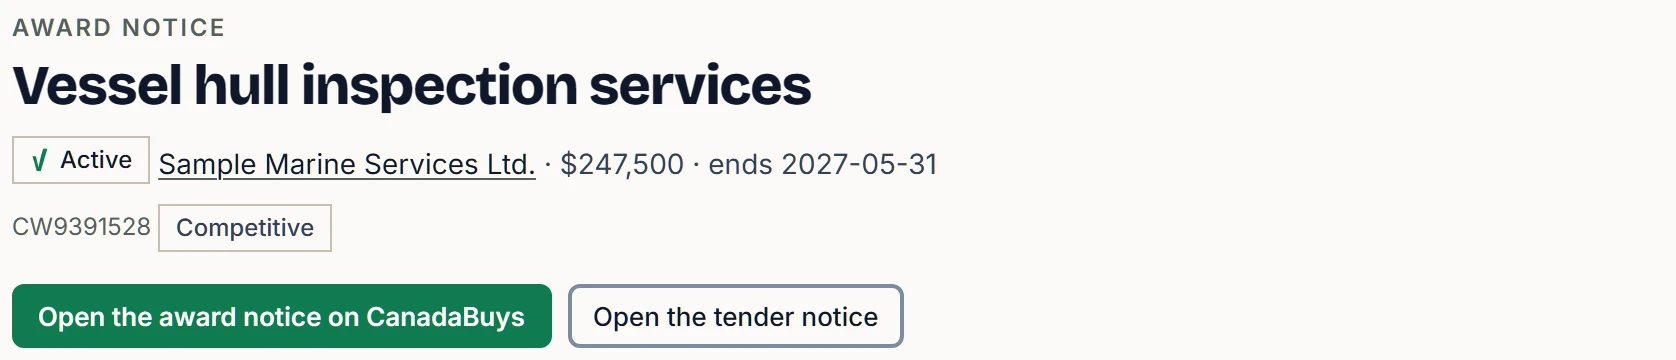 AWARD NOTICE
Vessel hull inspection services
√ Active Sample Marine Services Ltd. · $247,500 · ends 2027-05-31
CW9391528 Competitive
Open the award notice on CanadaBuys Open the tender notice